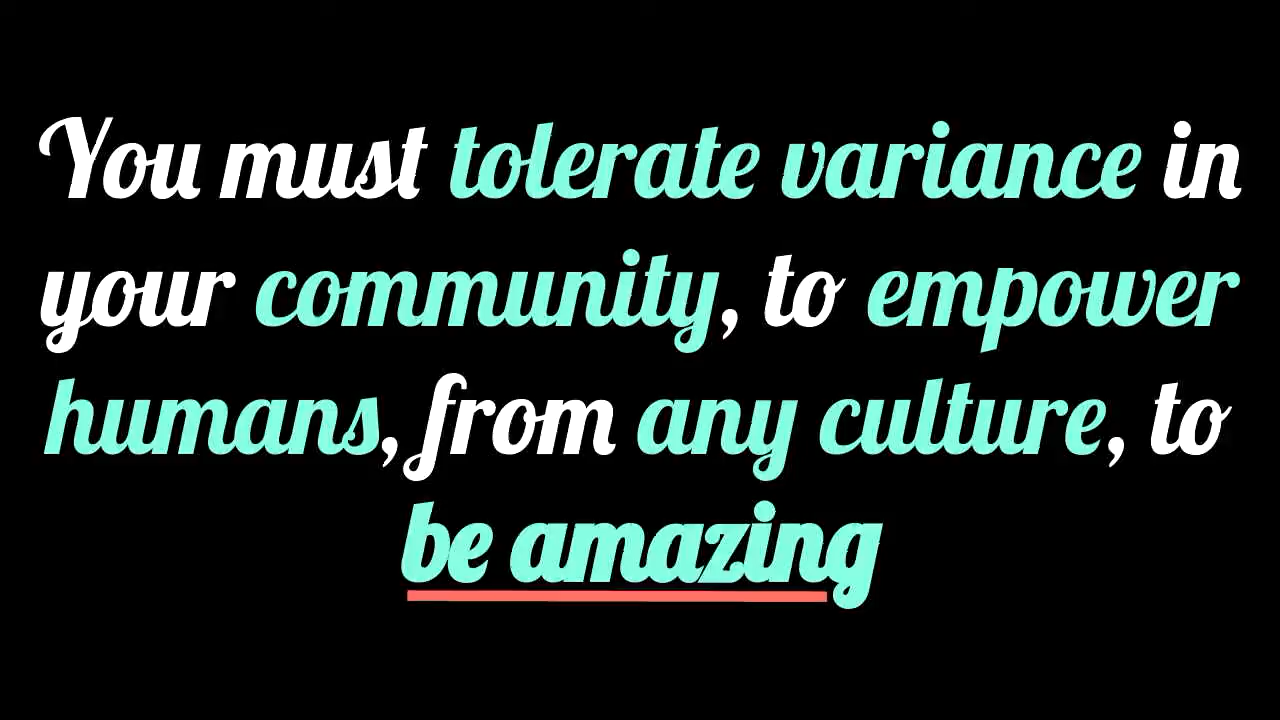 You must tolerate variance in
your community, to empower
humans, from any culture, to
be amazing